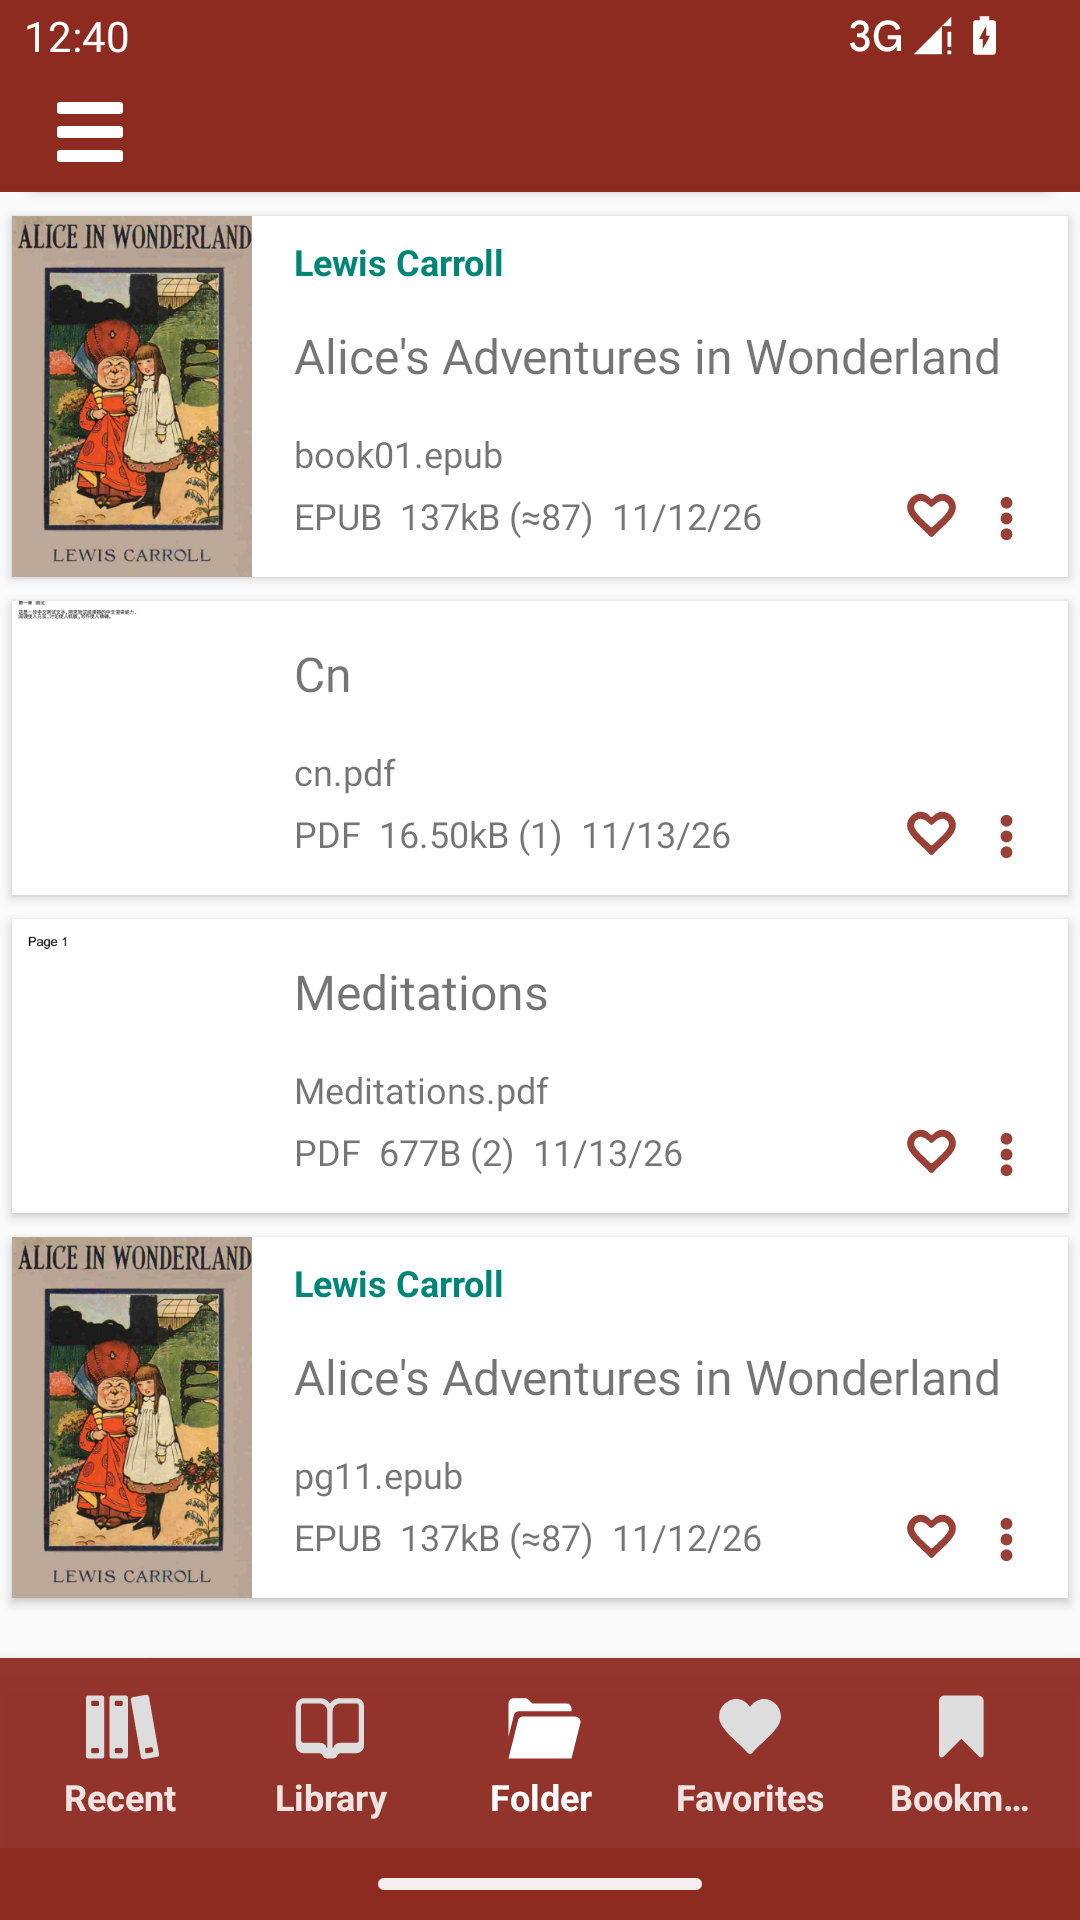 12:40
3G
ALICE IN WONDERLAND
LEWIS CARROLL
Lewis Carroll
Alice's Adventures in Wonderland
book01.epub
EPUB 137kB (≈87) 11/12/26
Cn
cn.pdf
PDF 16.50kB (1) 11/13/26
Page 1
Meditations
Meditations.pdf
PDF 677B (2) 11/13/26
ALICE IN WONDERLAND
LEWIS CARROLL
Lewis Carroll
Alice's Adventures in Wonderland
pg11.epub
EPUB 137kB (≈87) 11/12/26
Recent
Library
Folder
Favorites
Bookm...